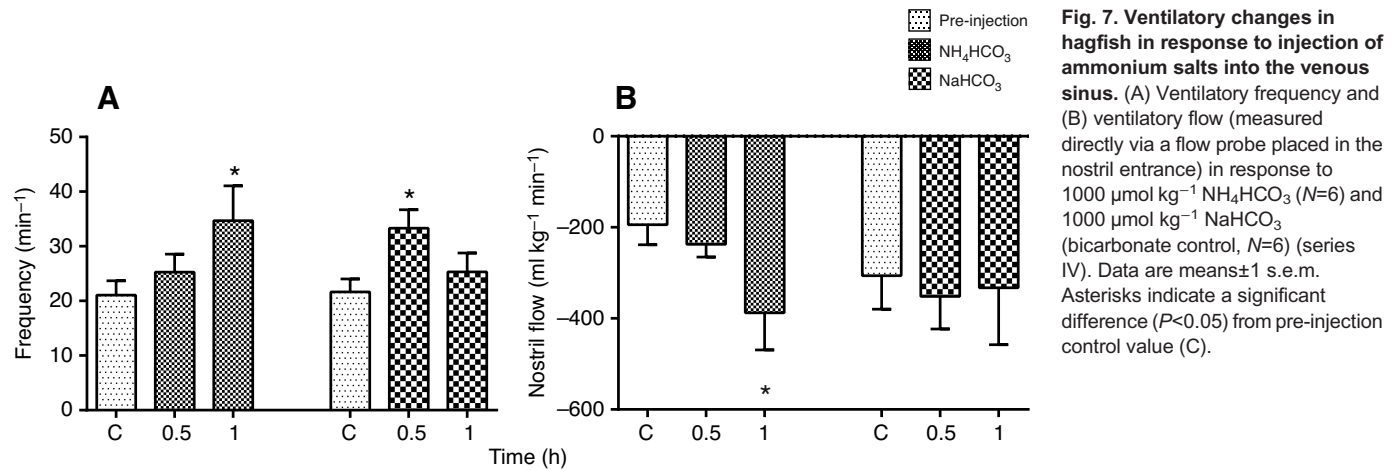 Pre-injection
NH₄HCO₃
NaHCO₃
A
50
40
30
20
10
0
Frequency (min⁻¹)
*
*
C 0.5 1 C 0.5 1
B
0
–200
–400
–600
Nostril flow (ml kg⁻¹ min⁻¹)
*
C 0.5 1 C 0.5 1
Time (h)
Fig. 7. Ventilatory changes in
hagfish in response to injection of
ammonium salts into the venous
sinus. (A) Ventilatory frequency and
(B) ventilatory flow (measured
directly via a flow probe placed in the
nostril entrance) in response to
1000 µmol kg⁻¹ NH₄HCO₃ (N=6) and
1000 µmol kg⁻¹ NaHCO₃
(bicarbonate control, N=6) (series
IV). Data are means±1 s.e.m.
Asterisks indicate a significant
difference (P<0.05) from pre-injection
control value (C).